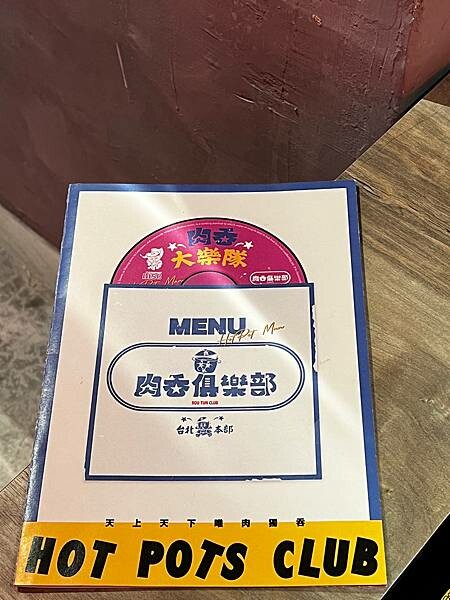 肉吞
大樂隊
肉吞俱樂部
MENU
Hot Pot Menu
肉吞俱樂部
ROU TUN CLUB
台北 本部
天上天下唯肉獨吞
HOT POTS CLUB